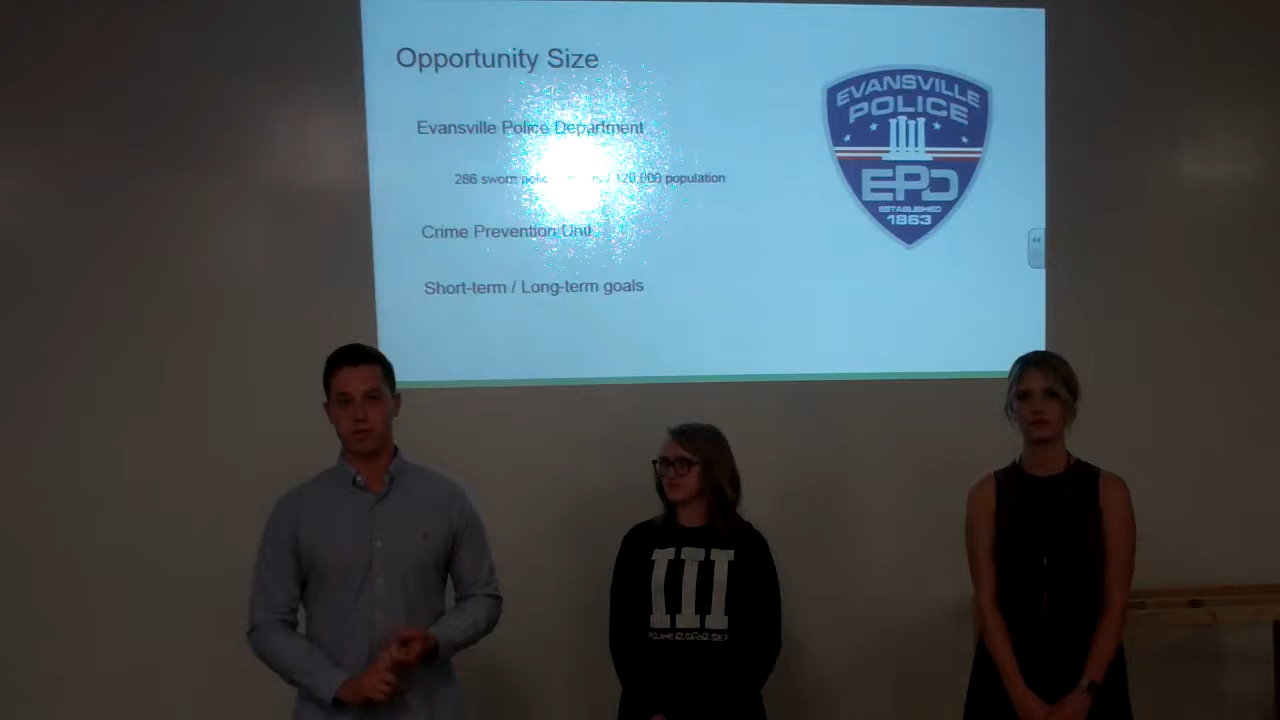 Opportunity Size
Evansville Police Department
286 sworn 120,000 population
Crime Prevention Unit
Short-term / Long-term goals
EVANSVILLE
POLICE
EPD
ESTABLISHED
1863
III